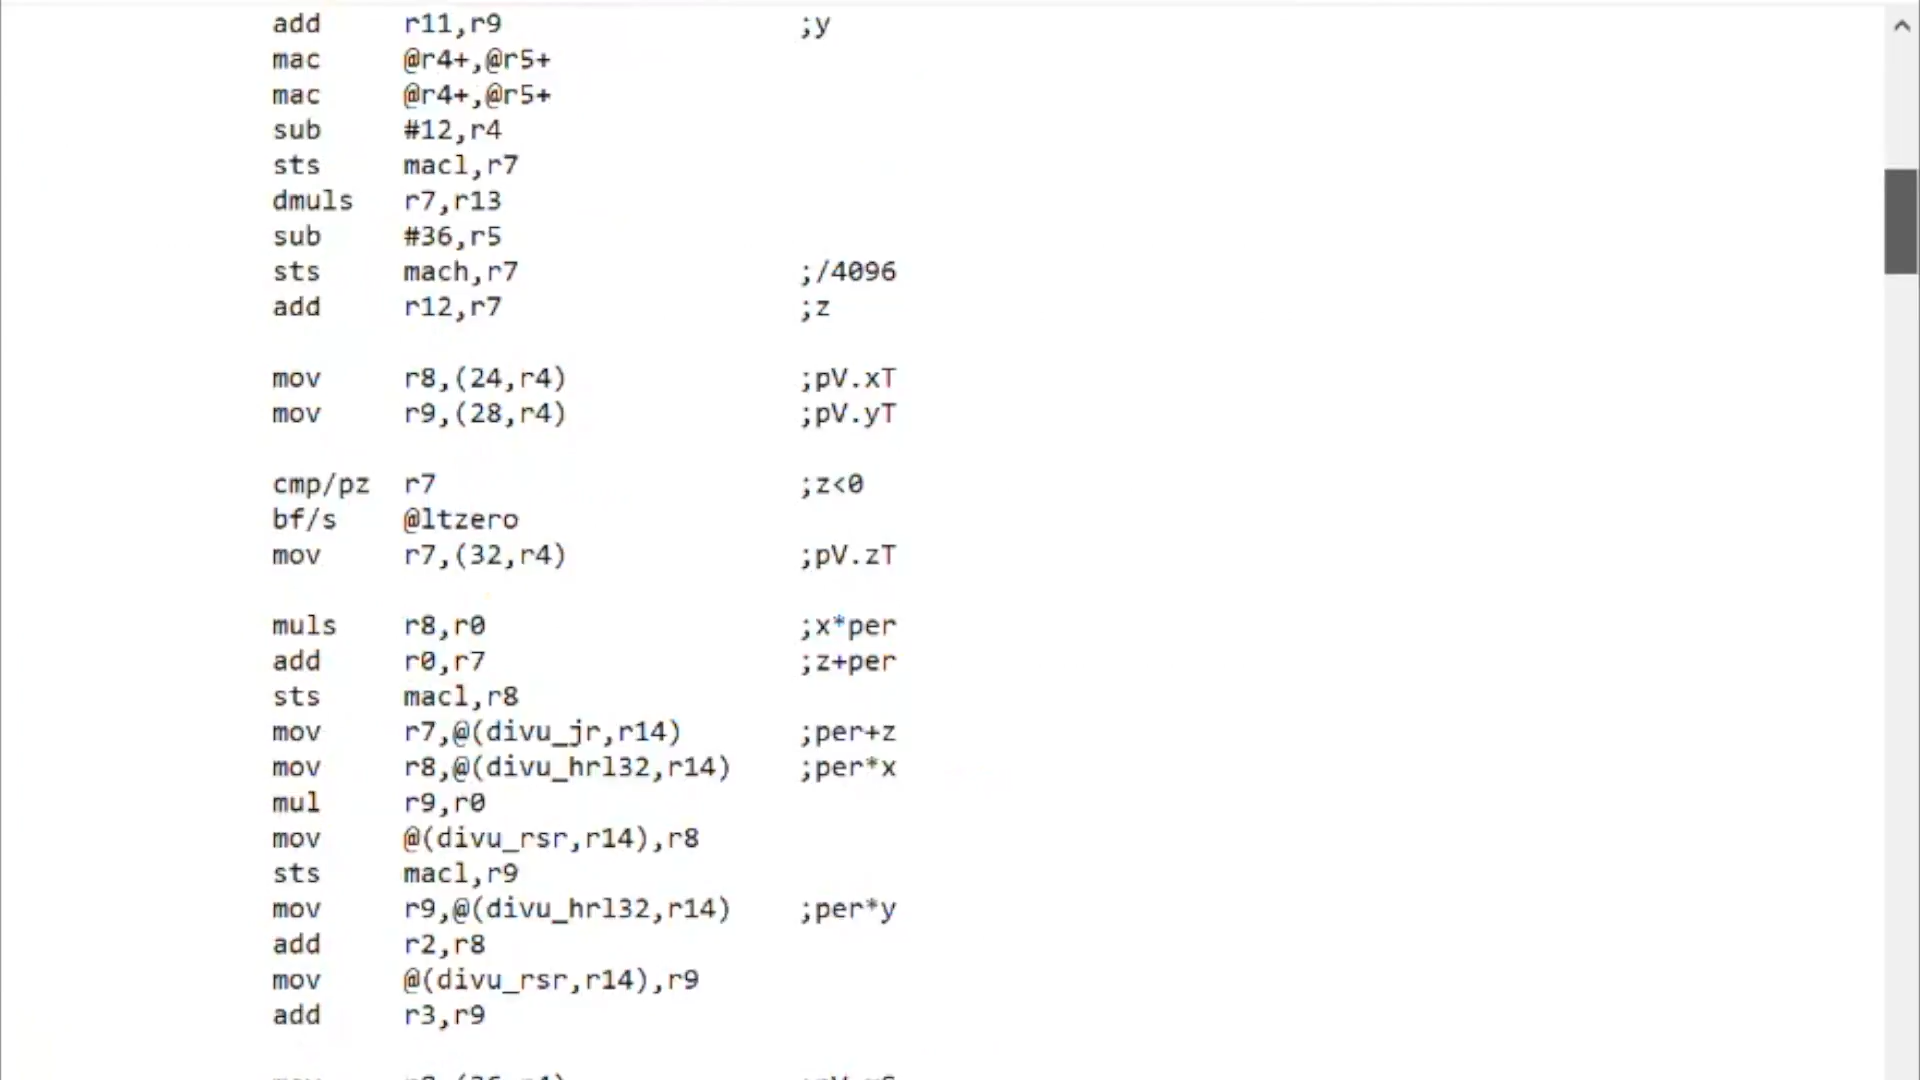 add r11,r9 ;y
mac @r4+,@r5+
mac @r4+,@r5+
sub #12,r4
sts macl,r7
dmuls r7,r13
sub #36,r5
sts mach,r7 ;/4096
add r12,r7 ;z
mov r8,(24,r4) ;pV.xT
mov r9,(28,r4) ;pV.yT
cmp/pz r7 ;z<0
bf/s @ltzero
mov r7,(32,r4) ;pV.zT
muls r8,r0 ;x*per
add r0,r7 ;z+per
sts macl,r8
mov r7,@(divu_jr,r14) ;per+z
mov r8,@(divu_hrl32,r14) ;per*x
mul r9,r0
mov @(divu_rsr,r14),r8
sts macl,r9
mov r9,@(divu_hrl32,r14) ;per*y
add r2,r8
mov @(divu_rsr,r14),r9
add r3,r9